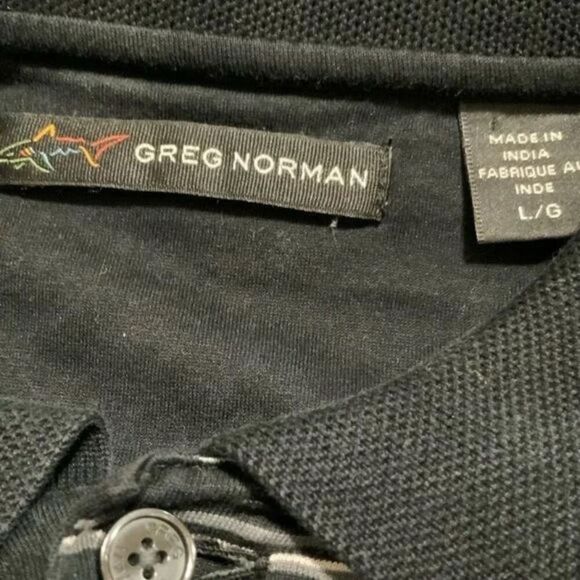 GREG NORMAN
MADE IN
INDIA
FABRIQUE AU
INDE
L/G